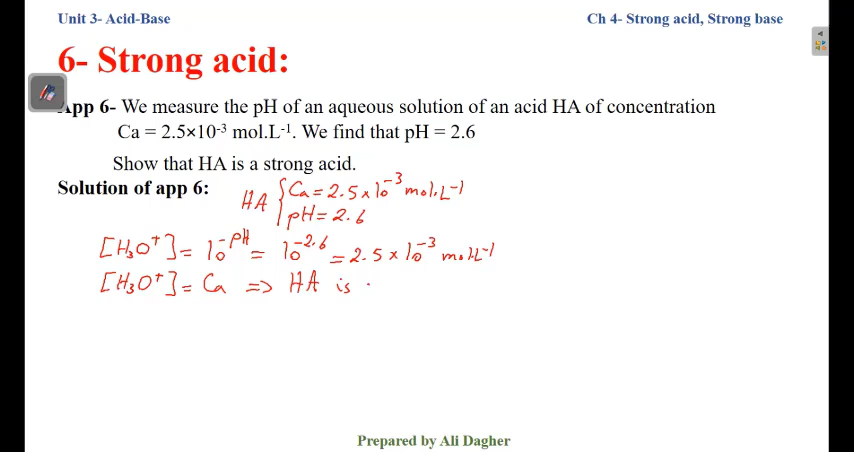 Unit 3- Acid-Base
Ch 4- Strong acid, Strong base
6- Strong acid:
App 6- We measure the pH of an aqueous solution of an acid HA of concentration
Ca = 2.5×10⁻³ mol.L⁻¹. We find that pH = 2.6
Show that HA is a strong acid.
Solution of app 6:
HA { Ca = 2.5 × 10⁻³ mol.L⁻¹
pH = 2.6
[H₃O⁺] = 10^-pH = 10^-2.6 = 2.5 × 10⁻³ mol.L⁻¹
[H₃O⁺] = Ca => HA is
Prepared by Ali Dagher